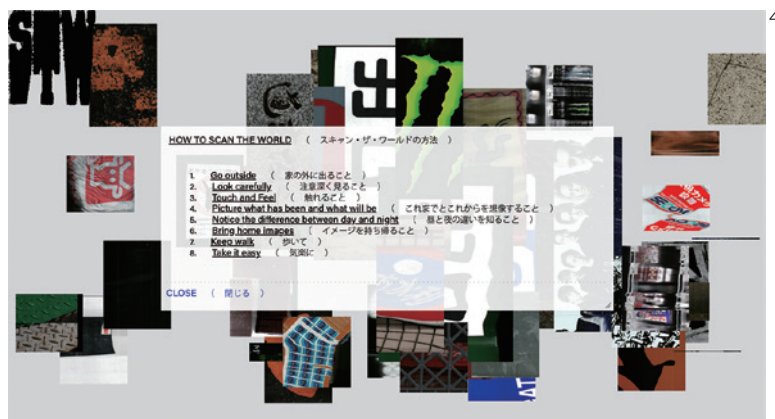 4
STW
HOW TO SCAN THE WORLD （ スキャン・ザ・ワールドの方法 ）
1. Go outside （ 家の外に出ること ）
2. Look carefully （ 注意深く見ること ）
3. Touch and Feel （ 触れること ）
4. Picture what has been and what will be （ これまでとこれからを想像すること ）
5. Notice the difference between day and night （ 昼と夜の違いを知ること ）
6. Bring home images （ イメージを持ち帰ること ）
7. Keep walk （ 歩いて ）
8. Take it easy （ 気楽に ）
CLOSE （ 閉じる ）